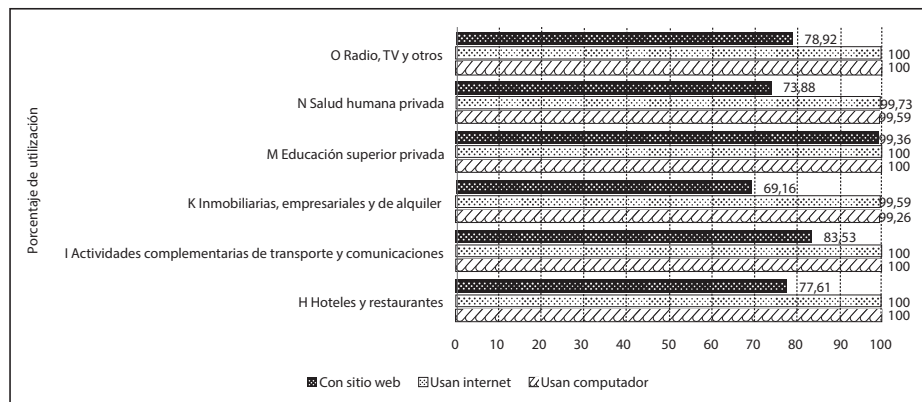 Porcentaje de utilización
O Radio, TV y otros
78,92
100
100
N Salud humana privada
73,88
99,73
99,59
M Educación superior privada
99,36
100
100
K Inmobiliarias, empresariales y de alquiler
69,16
99,59
99,26
I Actividades complementarias de transporte y comunicaciones
83,53
100
100
H Hoteles y restaurantes
77,61
100
100
0 10 20 30 40 50 60 70 80 90 100
Con sitio web Usan internet Usan computador